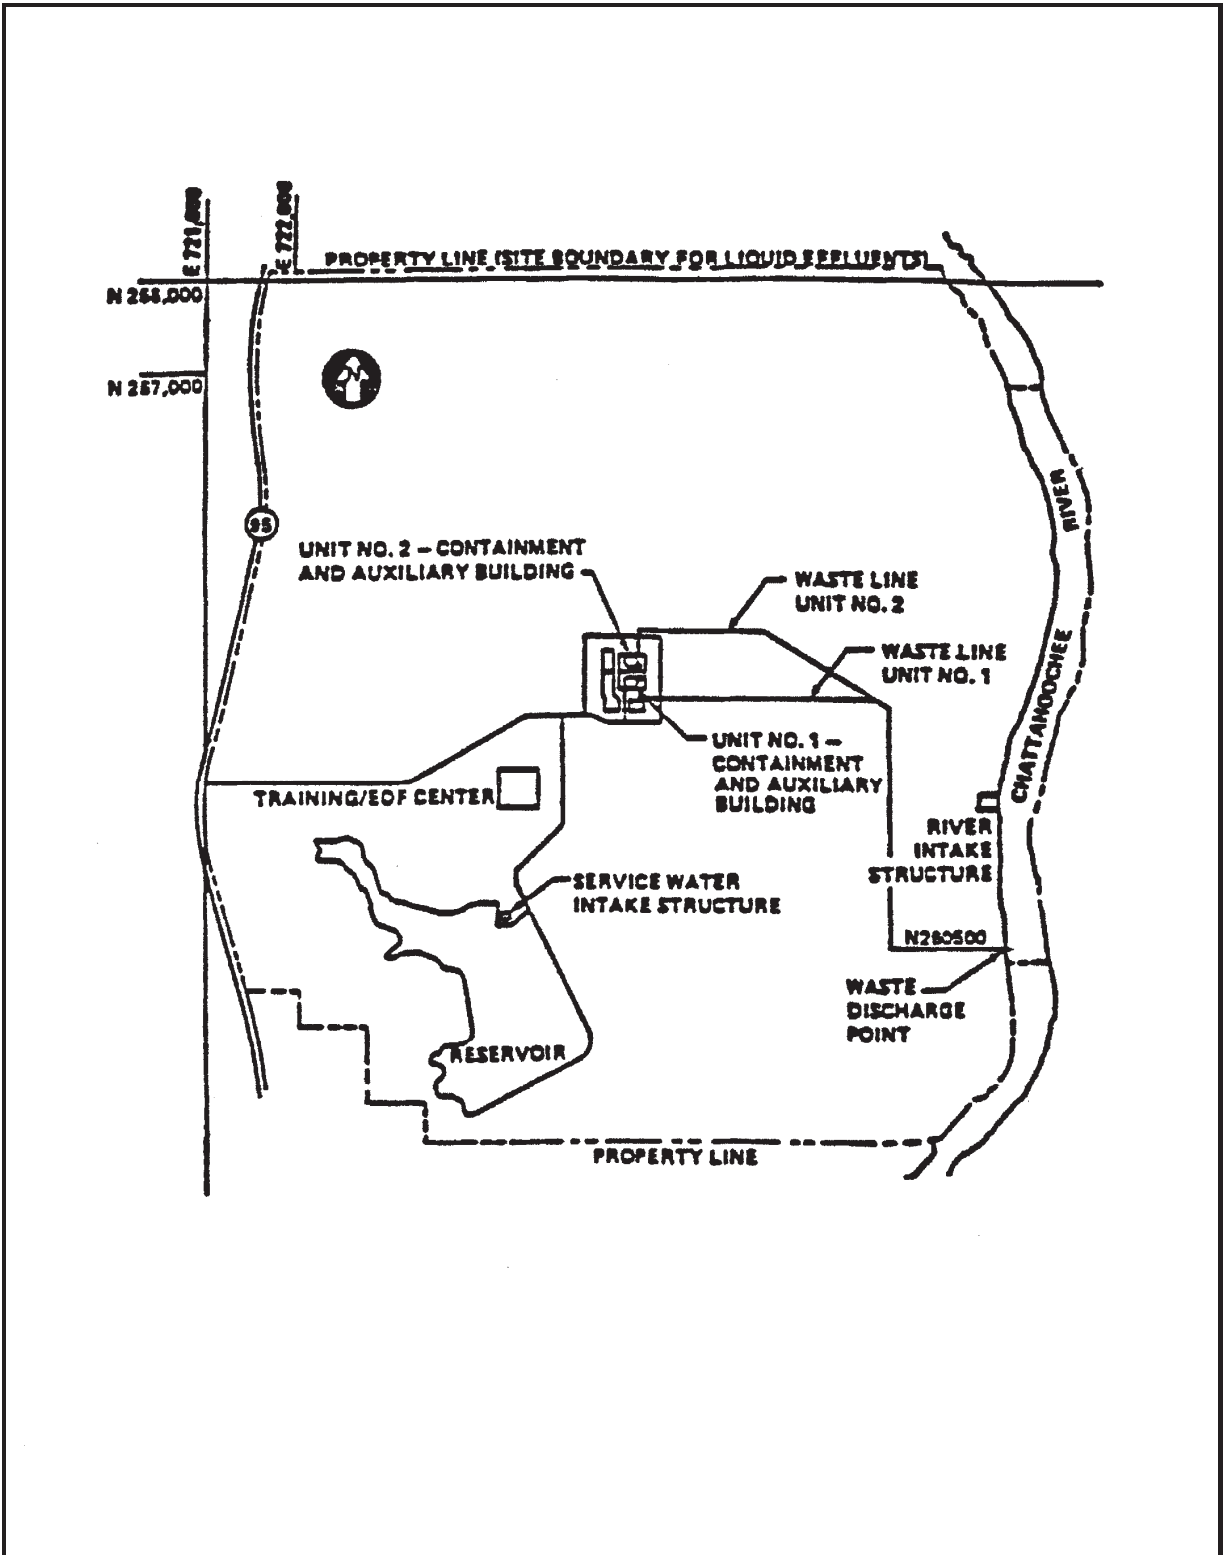 E 721,000
E 722,000
PROPERTY LINE (SITE BOUNDARY FOR LIQUID EFFLUENTS)
N 258,000
N
N 257,000
95
RIVER
UNIT NO. 2 – CONTAINMENT
AND AUXILIARY BUILDING
WASTE LINE
UNIT NO. 2
WASTE LINE
UNIT NO. 1
CHATTAHOOCHEE
UNIT NO. 1 –
CONTAINMENT
AND AUXILIARY
BUILDING
TRAINING/EOF CENTER
RIVER
INTAKE
STRUCTURE
SERVICE WATER
INTAKE STRUCTURE
N250500
WASTE
DISCHARGE
POINT
RESERVOIR
PROPERTY LINE